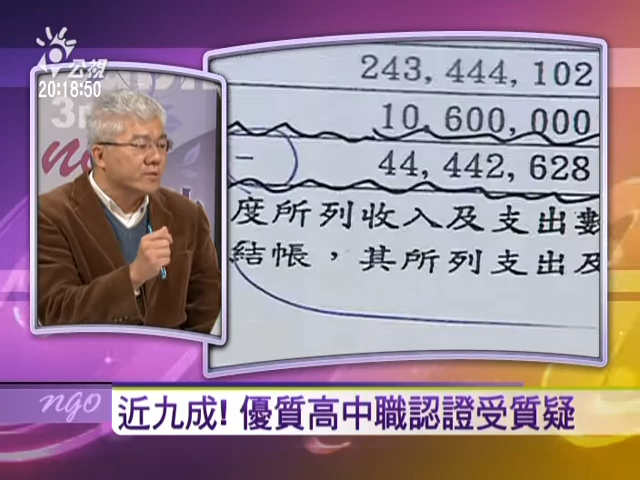 公視
20:18:50
243,444,102
10,600,000
— 44,442,628
度所列收入及支出數
結帳，其所列支出及
ngo 近九成! 優質高中職認證受質疑